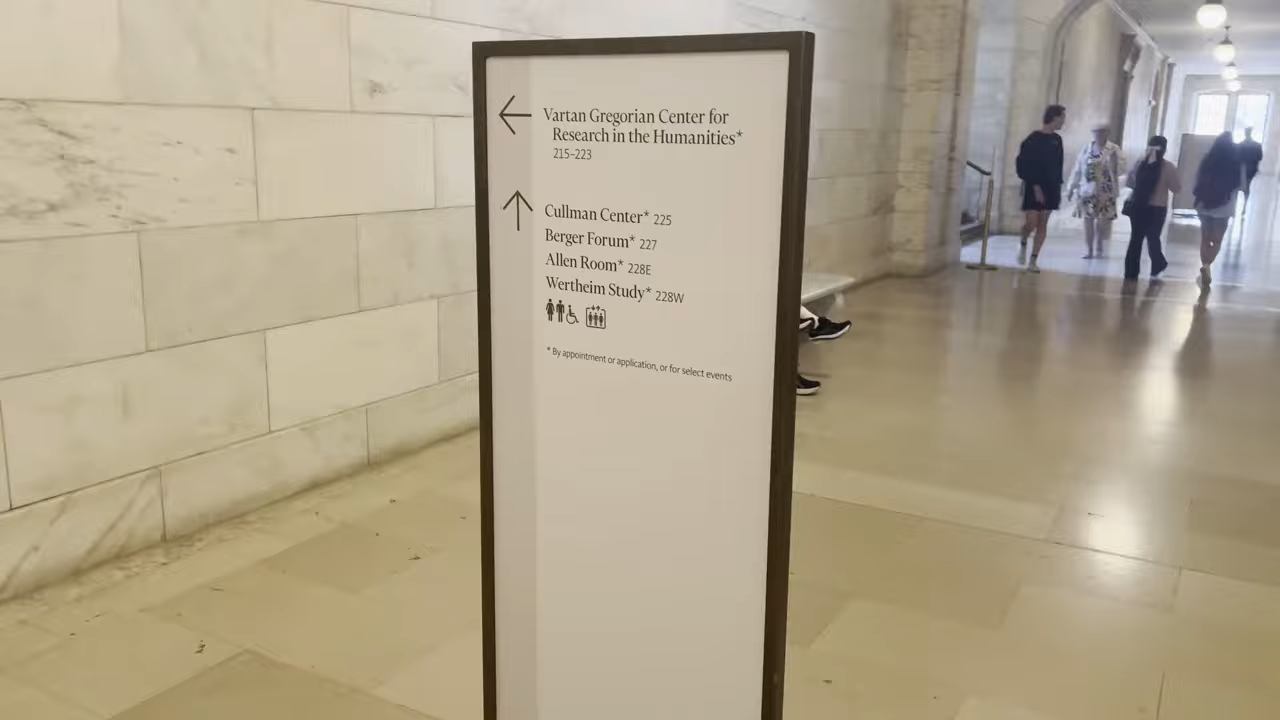 Vartan Gregorian Center for
Research in the Humanities*
215–223
Cullman Center* 225
Berger Forum* 227
Allen Room* 228E
Wertheim Study* 228W
* By appointment or application, or for select events